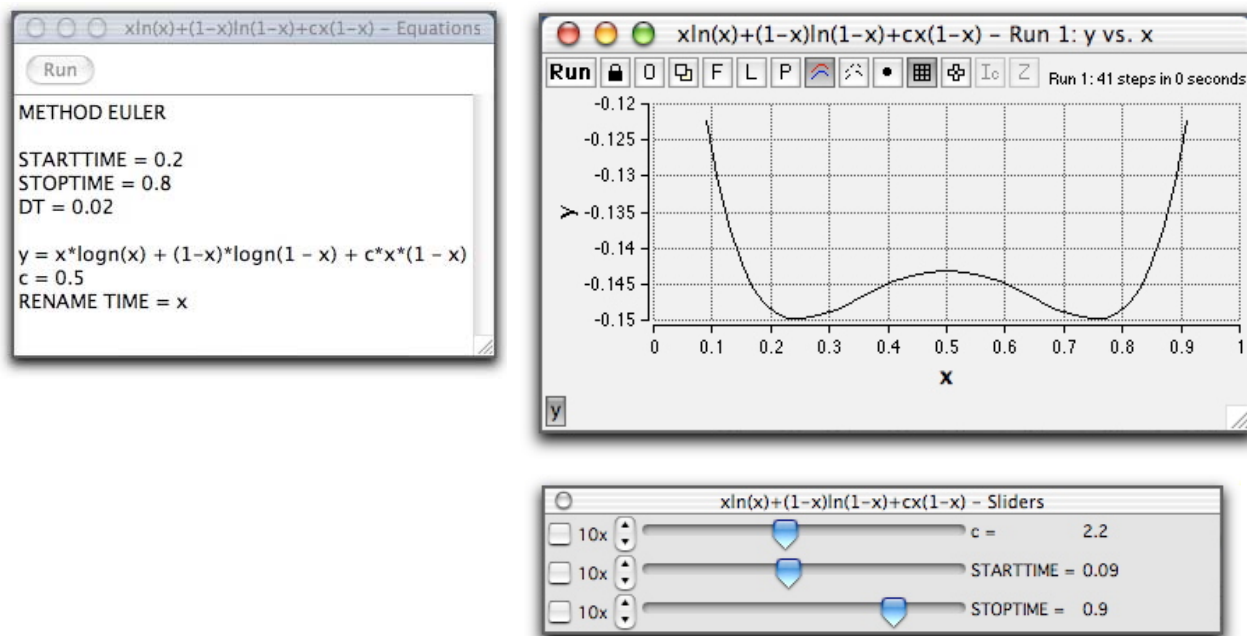 xln(x)+(1-x)ln(1-x)+cx(1-x) – Equations
Run
METHOD EULER
STARTTIME = 0.2
STOPTIME = 0.8
DT = 0.02
y = x*logn(x) + (1-x)*logn(1 - x) + c*x*(1 - x)
c = 0.5
RENAME TIME = x
xln(x)+(1-x)ln(1-x)+cx(1-x) – Run 1: y vs. x
Run O F L P Ic Z Run 1: 41 steps in 0 seconds
-0.12
-0.125
-0.13
-0.135
-0.14
-0.145
-0.15
y
0 0.1 0.2 0.3 0.4 0.5 0.6 0.7 0.8 0.9 1
x
y
xln(x)+(1-x)ln(1-x)+cx(1-x) – Sliders
10x c = 2.2
10x STARTTIME = 0.09
10x STOPTIME = 0.9